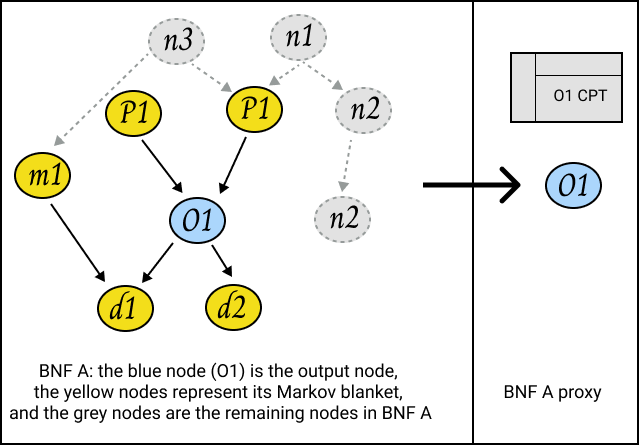 n3
n1
P1
P1
n2
O1 CPT
m1
O1
O1
n2
d1
d2
BNF A: the blue node (O1) is the output node,
the yellow nodes represent its Markov blanket,
and the grey nodes are the remaining nodes in BNF A
BNF A proxy